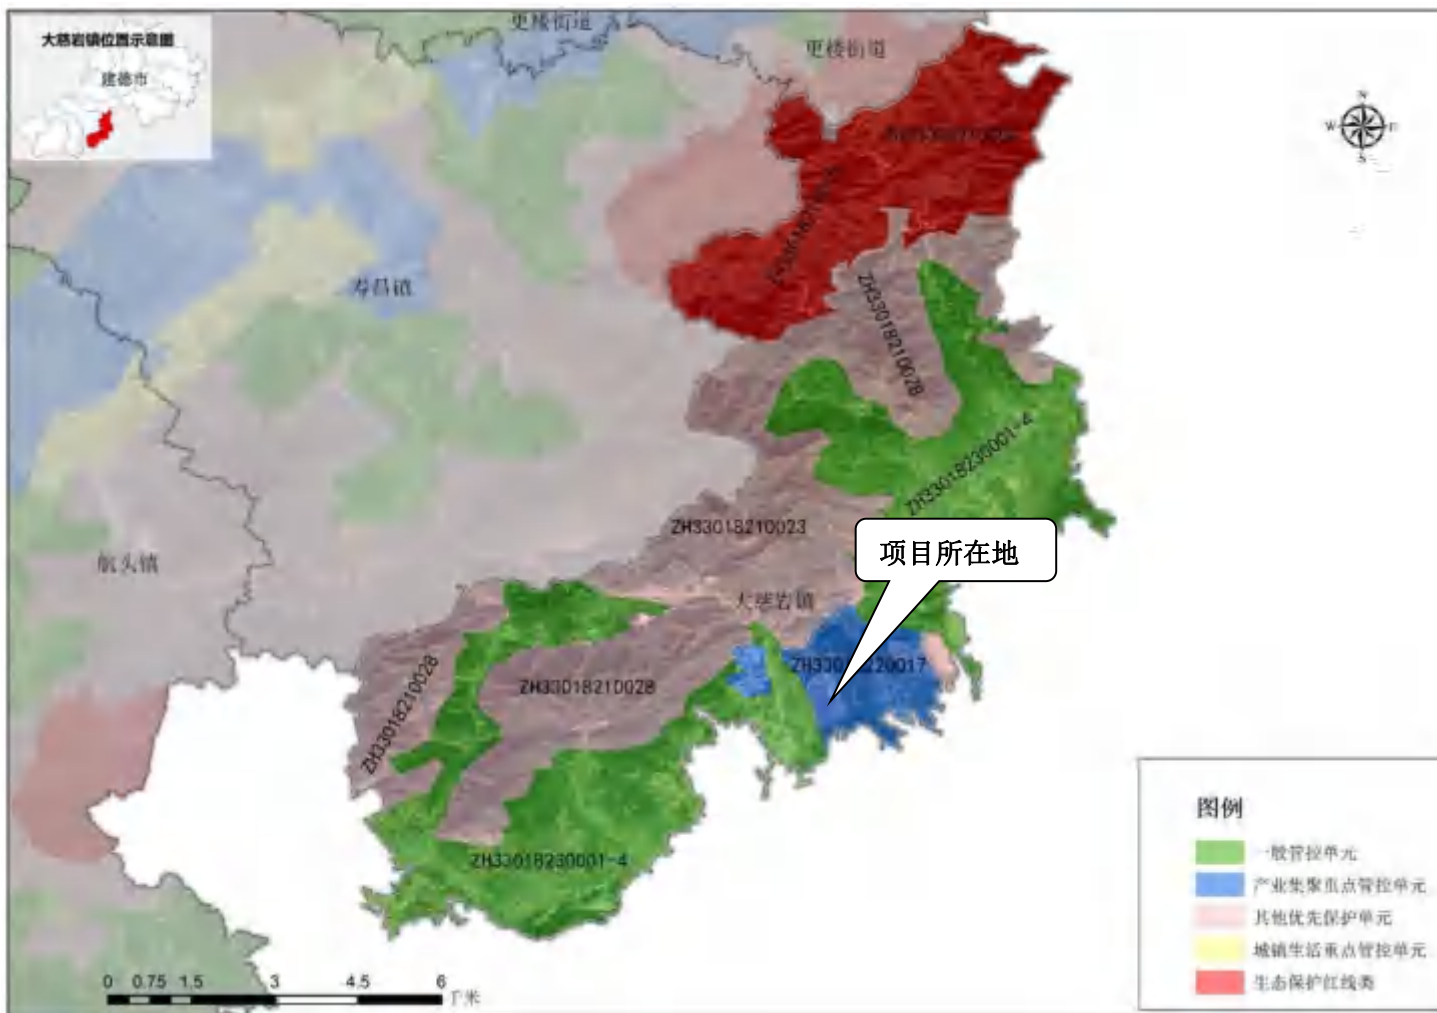 大慈岩镇位置示意图
建德市
更楼街道
更楼街道
N
W
E
S
寿昌镇
ZH33018210028
ZH33018230001-4
ZH33018210023
项目所在地
航头镇
大慈岩镇
ZH33018210028
ZH33018210028
ZH33018230001-4
图例
一般管控单元
产业集聚重点管控单元
其他优先保护单元
城镇生活重点管控单元
生态保护红线类
0 0.75 1.5 3 4.5 6
千米